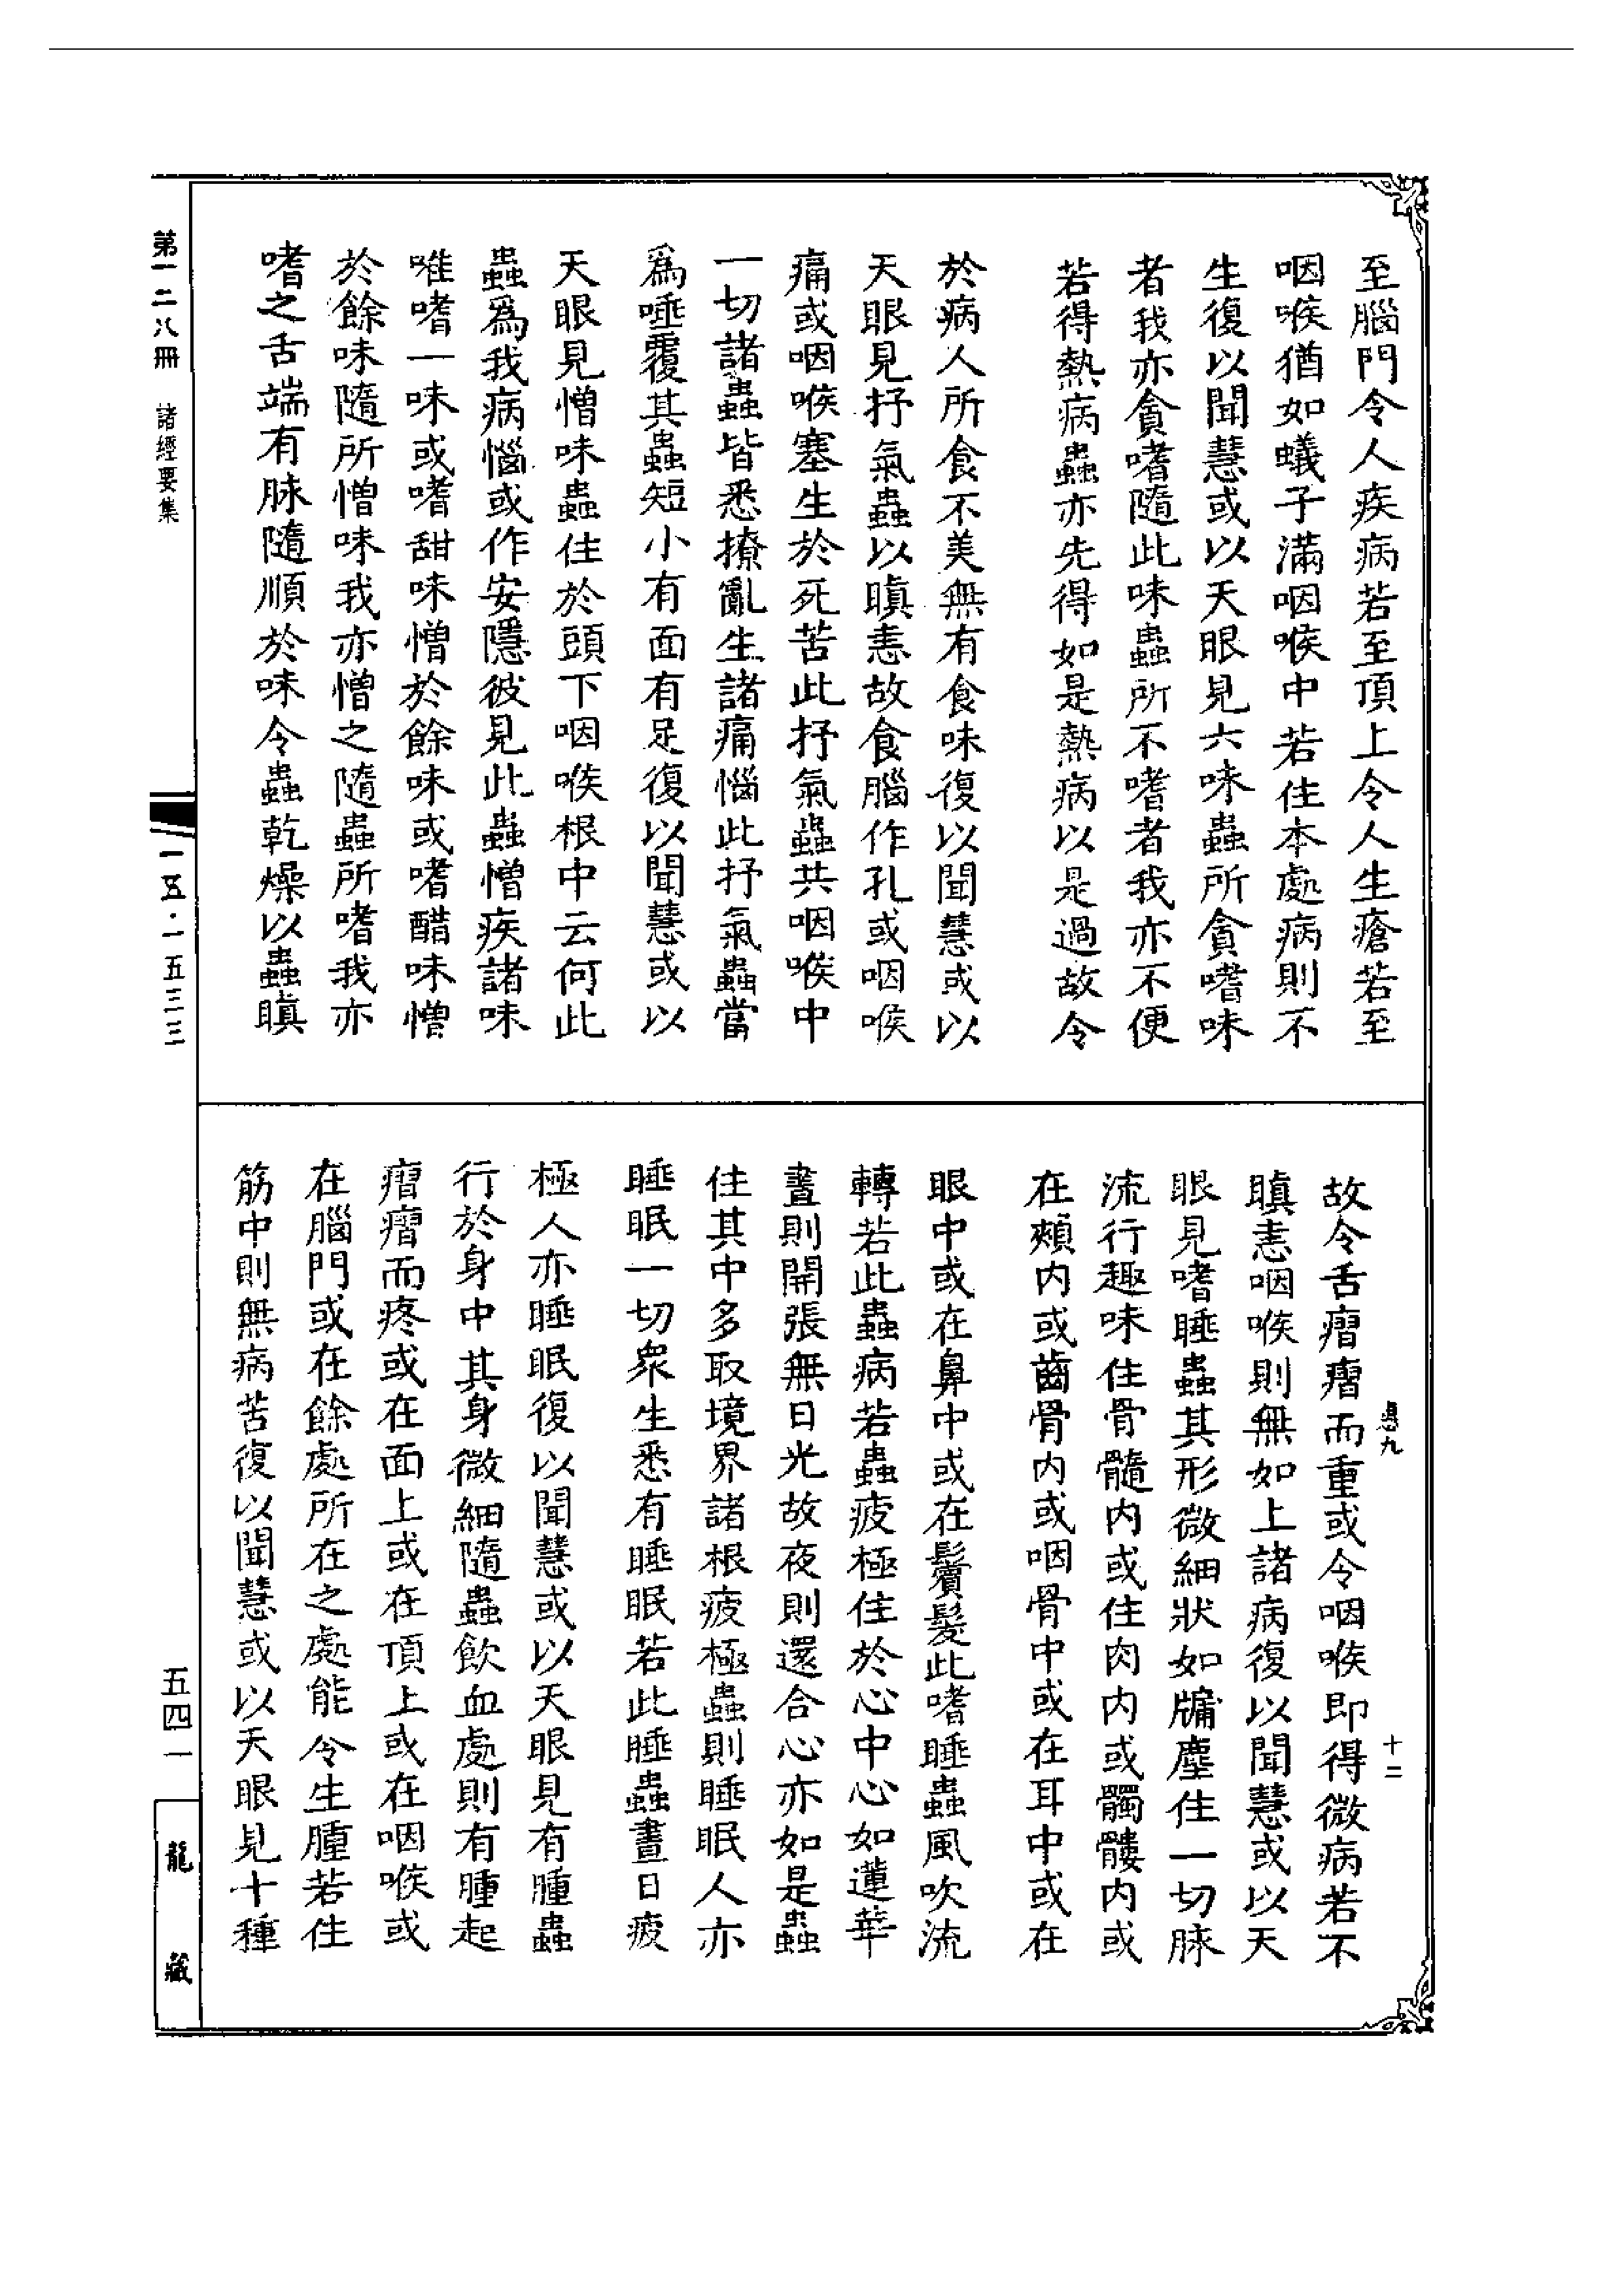 至腦門令人疾病若至頂上令人生瘡若至
咽喉猶如蟻子滿咽喉中若住本處病則不
生復以聞慧或以天眼見六味蟲所貪嗜味
者我亦貪嗜隨此味蟲所不嗜者我亦不便
若得熱病蟲亦先得如是熱病以是過故令
於病人所食不美無有食味復以聞慧或以
天眼見抒氣蟲以瞋恚故食腦作孔或咽喉
痛或咽喉塞生於死苦此抒氣蟲共咽喉中
一切諸蟲皆悉撩亂生諸痛惱此抒氣蟲當
爲唾覆其蟲短小有面有足復以聞慧或以
天眼見憎味蟲住於頭下咽喉根中云何此
蟲爲我病惱或作安隱彼見此蟲憎疾諸味
唯嗜一味或嗜甜味憎於餘味或嗜醋味憎
於餘味隨所憎味我亦憎之隨蟲所嗜我亦
嗜之舌端有脉隨順於味令蟲乾燥以蟲瞋
故令舌㿇㿇而重或令咽喉即得微病若不
瞋恚咽喉則無如上諸病復以聞慧或以天
眼見嗜睡蟲其形微細狀如牖塵住一切脉
流行趣味住骨髓內或住肉內或髑髏內或
在頰內或齒骨內或咽骨中或在耳中或在
眼中或在鼻中或在鬚髮此嗜睡蟲風吹流
轉若此蟲病若蟲疲極住於心中心如蓮華
晝則開張無日光故夜則還合心亦如是蟲
住其中多取境界諸根疲極蟲則睡眠人亦
睡眠一切衆生悉有睡眠若此睡蟲晝日疲
極人亦睡眠復以聞慧或以天眼見有腫蟲
行於身中其身微細隨蟲飲血處則有腫起
㿇㿇而疼或在面上或在頂上或在咽喉或
在腦門或在餘處所在之處能令生腫若住
筋中則無病苦復以聞慧或以天眼見十種
九
十二
第一二八冊　諸經要集
一五·一五三三
五四一
龍藏